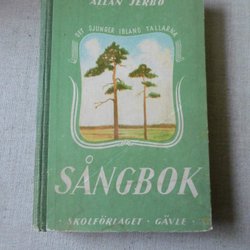 ALLAN JERBO
DET SJUNGER IBLAND TALLARNA
SÅNGBOK
· SKOLFÖRLAGET · GÄVLE ·